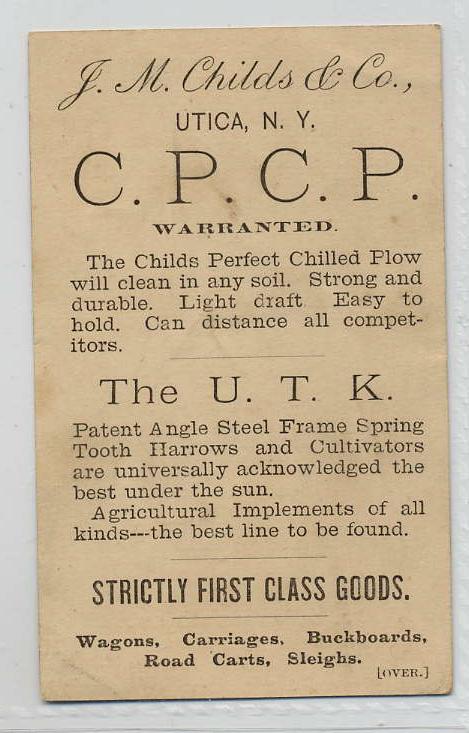 J. M. Childs & Co.,
UTICA, N. Y.
C. P. C. P.
WARRANTED.
The Childs Perfect Chilled Plow
will clean in any soil. Strong and
durable. Light draft Easy to
hold. Can distance all compet-
itors.
The U. T. K.
Patent Angle Steel Frame Spring
Tooth Harrows and Cultivators
are universally acknowledged the
best under the sun.
Agricultural Implements of all
kinds---the best line to be found.
STRICTLY FIRST CLASS GOODS.
Wagons, Carriages, Buckboards,
Road Carts, Sleighs.
[OVER.]